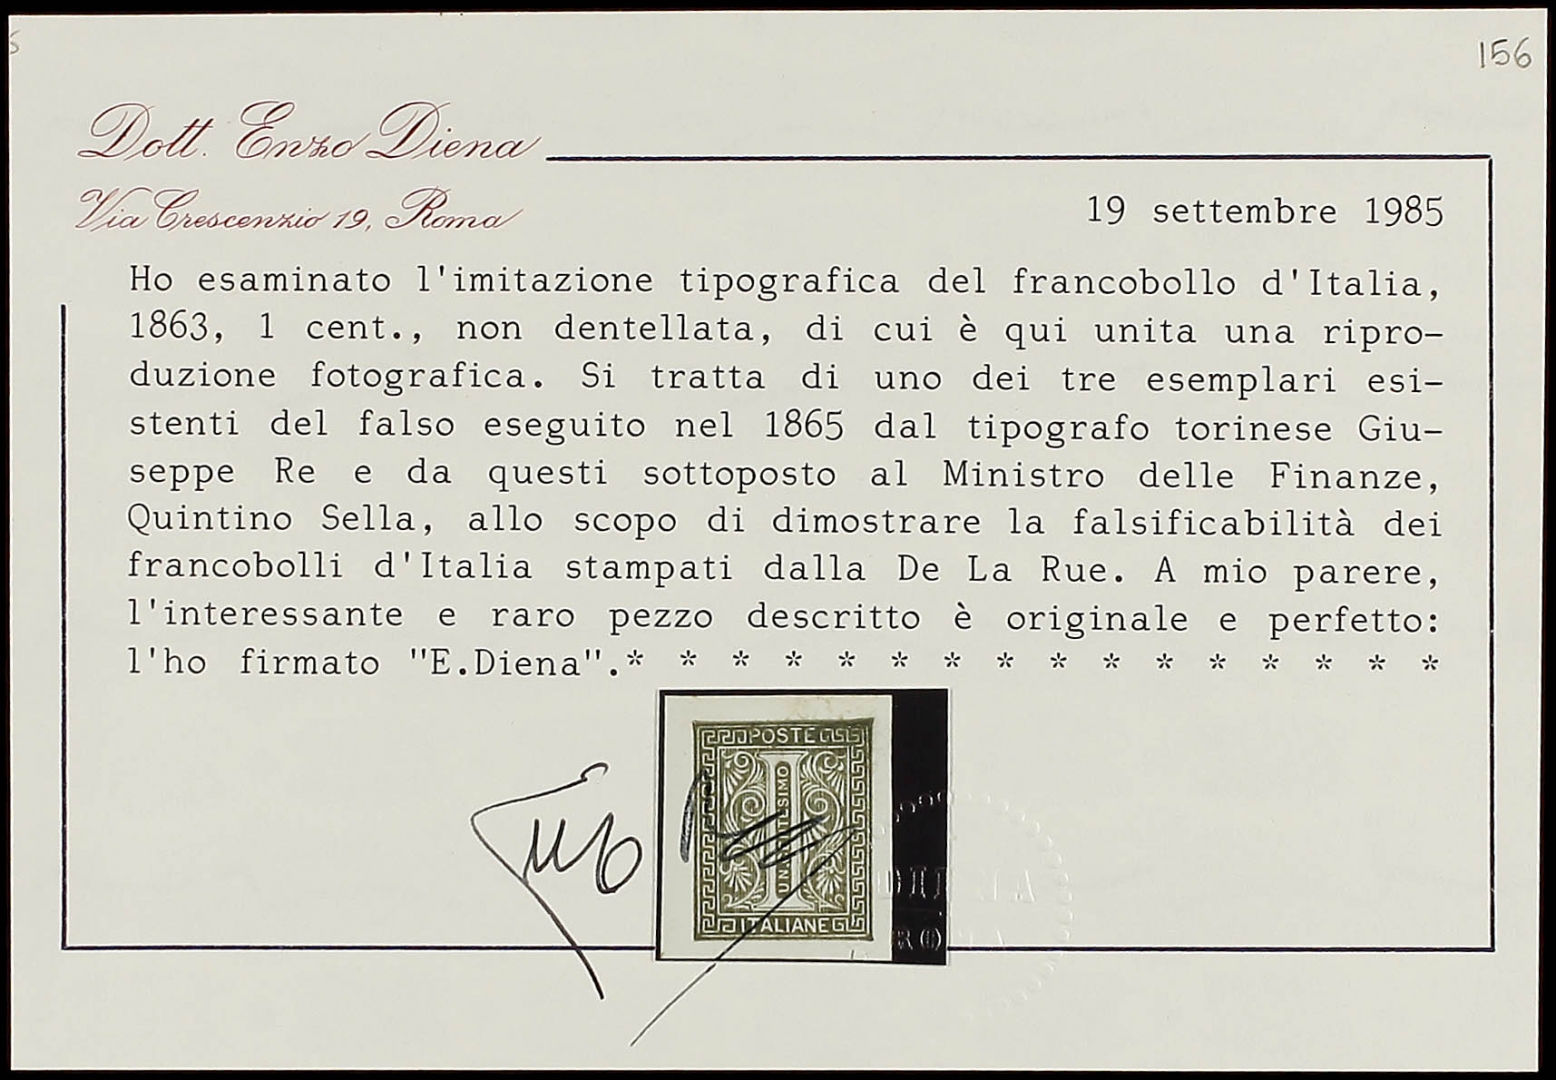 156
Dott. Enzo Diena
Via Crescenzio 19, Roma
19 settembre 1985
Ho esaminato l'imitazione tipografica del francobollo d'Italia,
1863, 1 cent., non dentellata, di cui è qui unita una ripro-
duzione fotografica. Si tratta di uno dei tre esemplari esi-
stenti del falso eseguito nel 1865 dal tipografo torinese Giu-
seppe Re e da questi sottoposto al Ministro delle Finanze,
Quintino Sella, allo scopo di dimostrare la falsificabilità dei
francobolli d'Italia stampati dalla De La Rue. A mio parere,
l'interessante e raro pezzo descritto è originale e perfetto:
l'ho firmato "E.Diena".* * * * * * * * * * * * * * * *
POSTE
UN CENTESIMO
ITALIANE
DIENA
ROMA